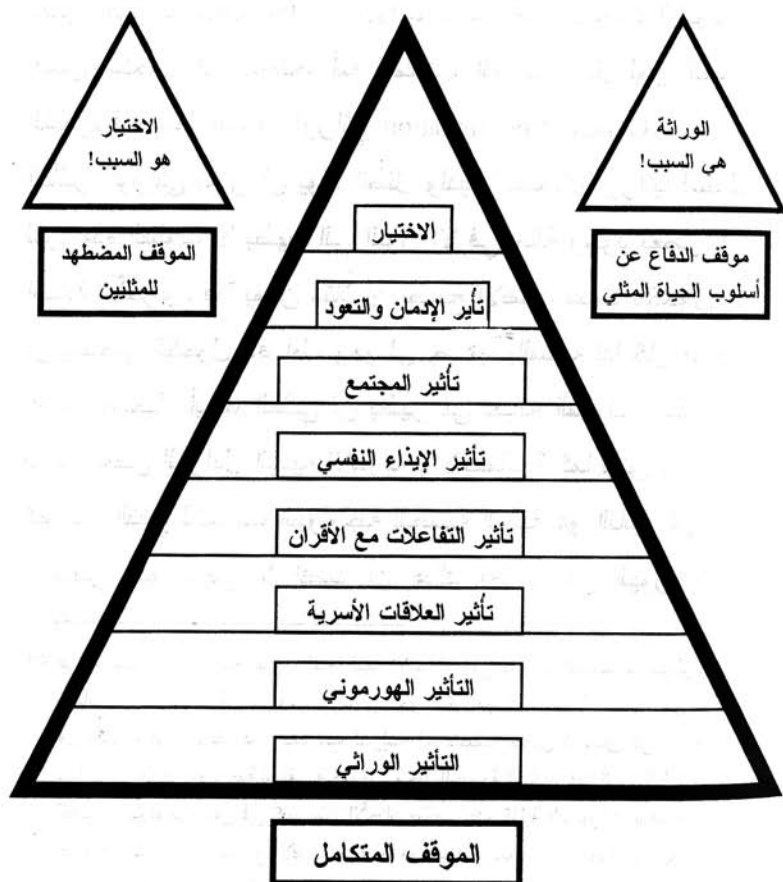 الوراثة
هي السبب!
موقف الدفاع عن
أسلوب الحياة المثلي
الاختيار
هو السبب!
الموقف المضطهد
للمثليين
الاختيار
تأير الإدمان والتعود
تأثير المجتمع
تأثير الإيذاء النفسي
تأثير التفاعلات مع الأقران
تأثير العلاقات الأسرية
التأثير الهورموني
التأثير الوراثي
الموقف المتكامل